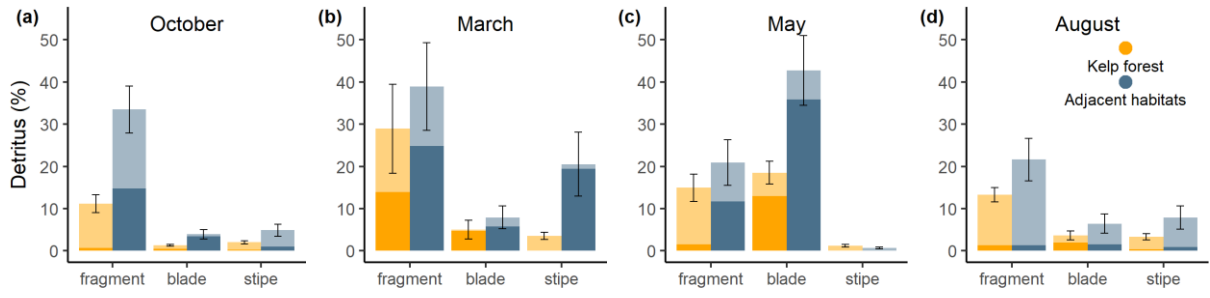 (a) October
Detritus (%)
50
40
30
20
10
0
fragment blade stipe
(b) March
50
40
30
20
10
0
fragment blade stipe
(c) May
50
40
30
20
10
0
fragment blade stipe
(d) August
50
40
30
20
10
0
Kelp forest
Adjacent habitats
fragment blade stipe